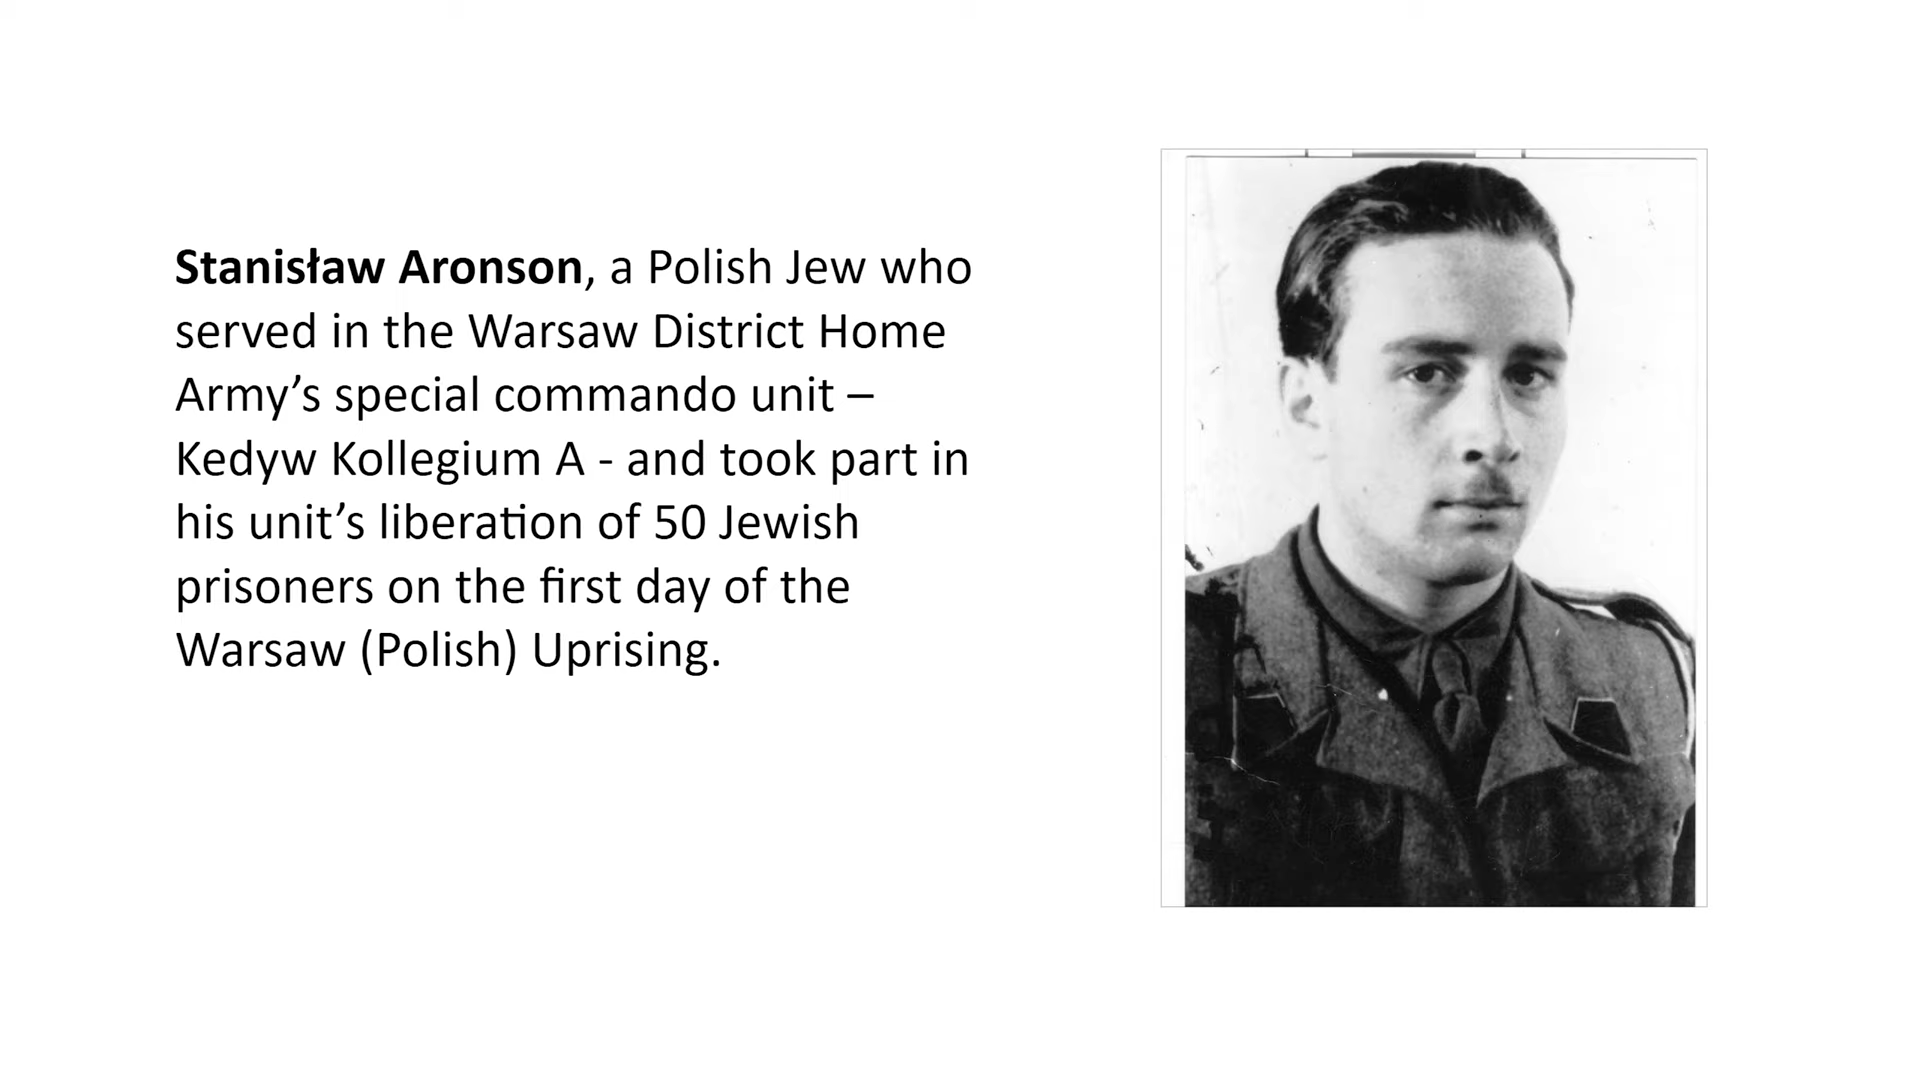 Stanisław Aronson, a Polish Jew who
served in the Warsaw District Home
Army’s special commando unit –
Kedyw Kollegium A - and took part in
his unit’s liberation of 50 Jewish
prisoners on the first day of the
Warsaw (Polish) Uprising.